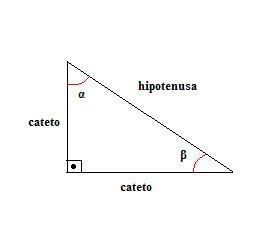 hipotenusa
α
cateto
β
cateto